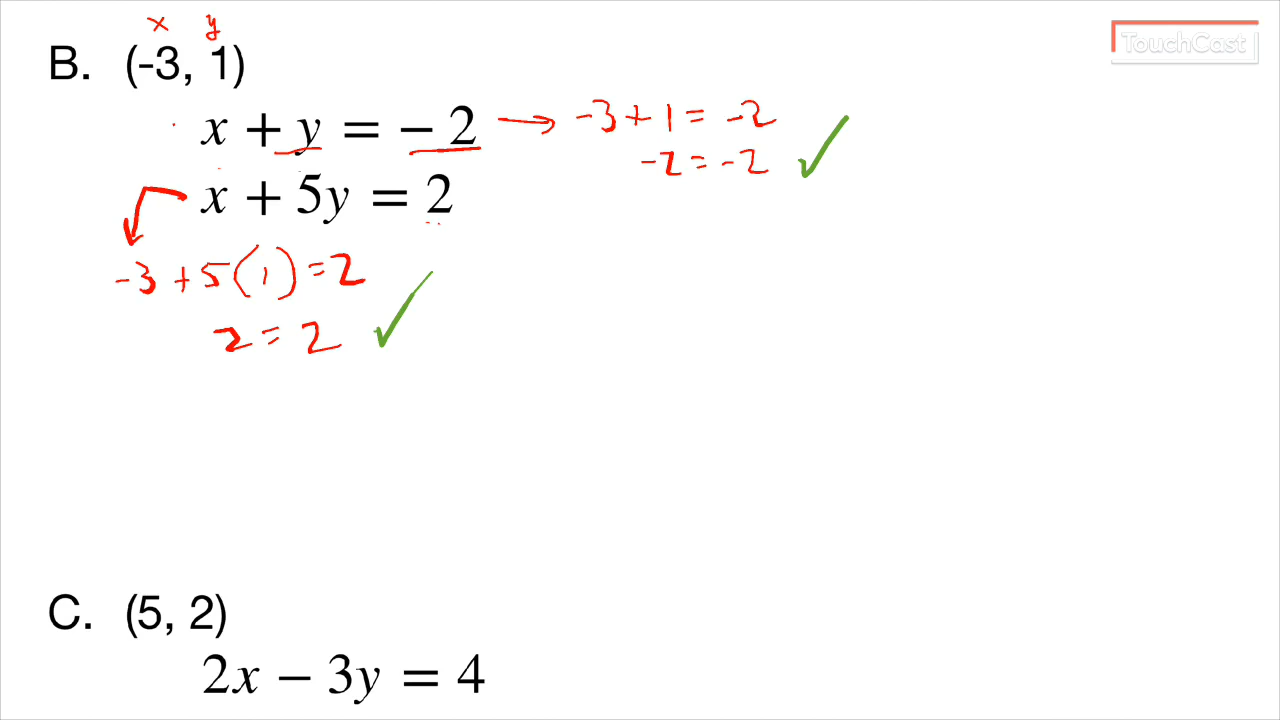 x y
B. (-3, 1)
TouchCast
x + y = − 2 → -3 + 1 = -2
-2 = -2 ✓
x + 5y = 2
-3 + 5(1) = 2
2 = 2 ✓
C. (5, 2)
2x − 3y = 4